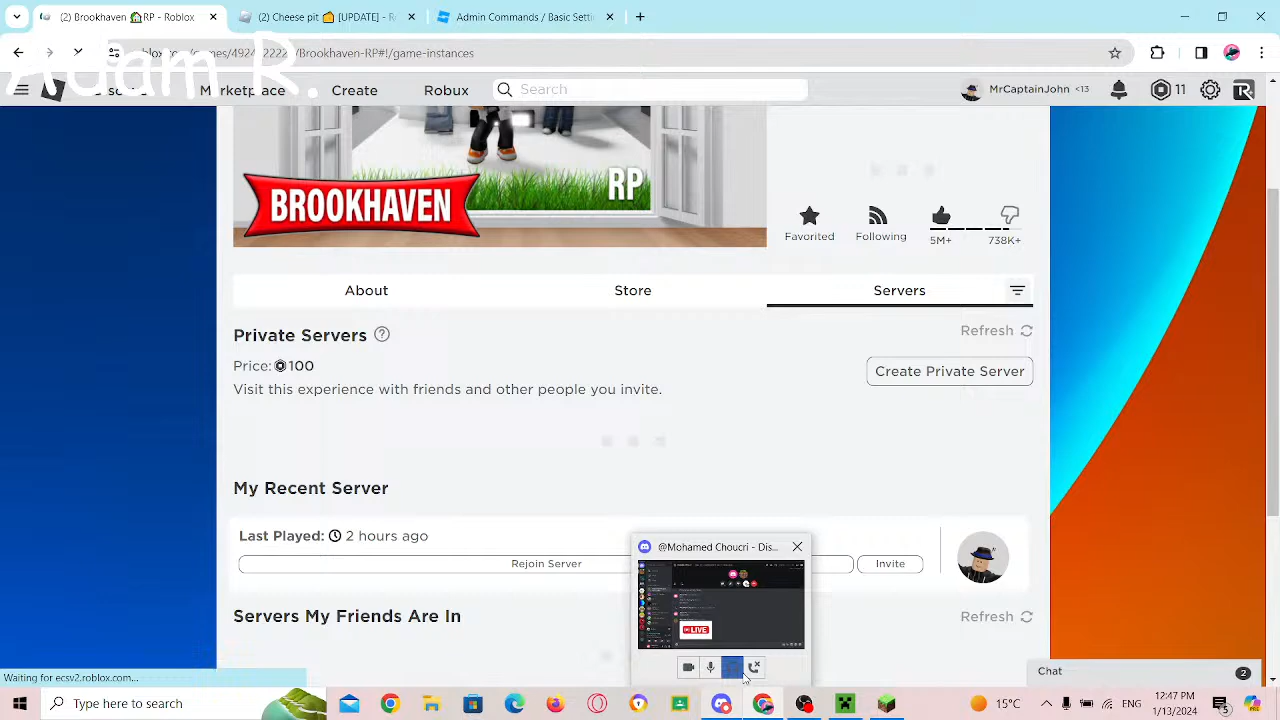 (2) Brookhaven 🏡RP - Roblox
(2) Cheezer 🔔[UPDATE] - R
Admin Commands / Basic Setti
/Brookhaven-RP#!/game-instances
Adam R.
Marketplace Create Robux Search MrCaptainJohn <13 11
BROOKHAVEN RP
Favorited Following 5M+ 738K+
About Store Servers
Private Servers Refresh
Price: 100
Visit this experience with friends and other people you invite.
Create Private Server
My Recent Server
Last Played: 2 hours ago
@Mohamed Choucri - Dis...
Server Invite
LIVE
Servers My Friends In Refresh
Waiting for ecsv2.roblox.com...
Chat 2
Type here to search 15°C ENG 12:47 PM
1/13/2024 5